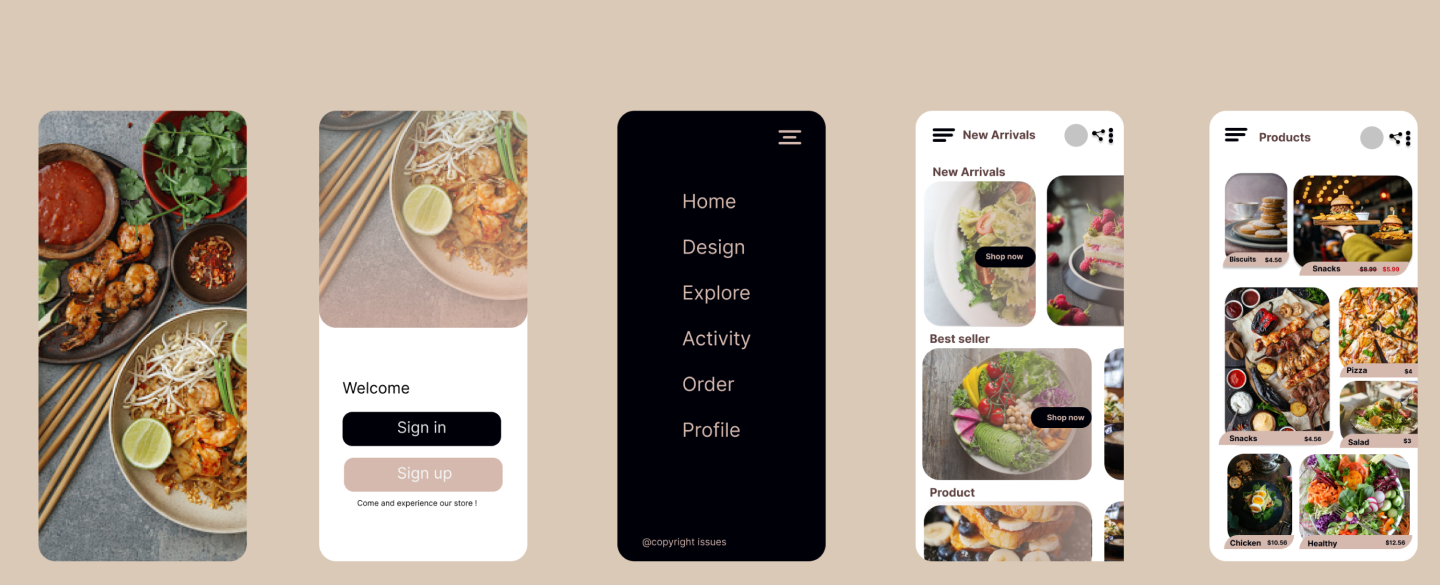 Welcome
Sign in
Sign up
Come and experience our store !
Home
Design
Explore
Activity
Order
Profile
@copyright issues
New Arrivals
New Arrivals
Shop now
Best seller
Shop now
Product
Products
Biscuits $4.56
Snacks $8.99 $5.99
Pizza $4
Snacks $4.56
Salad $3
Chicken $10.56
Healthy $12.56